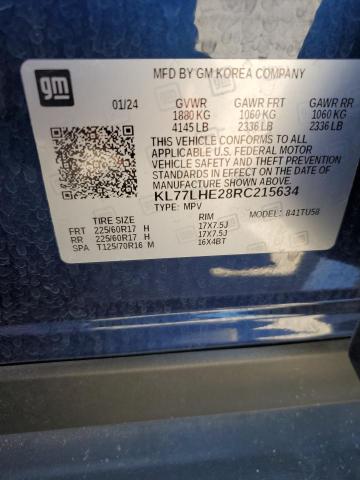 gm
MFD BY GM KOREA COMPANY
01/24 GVWR GAWR FRT GAWR RR
1880 KG 1060 KG 1060 KG
4145 LB 2336 LB 2336 LB
THIS VEHICLE CONFORMS TO ALL
APPLICABLE U.S. FEDERAL MOTOR
VEHICLE SAFETY, BUMPER, AND THEFT
PREVENTION STANDARDS IN EFFECT ON
THE DATE OF MANUFACTURE SHOWN ABOVE.
KL77LHE28RC215634
TYPE: MPV MODEL: 841TU58
TIRE SIZE RIM
FRT 225/60R17 H 17X7.5J
RR 225/60R17 H 17X7.5J
SPA T125/70R16 M 16X4BT